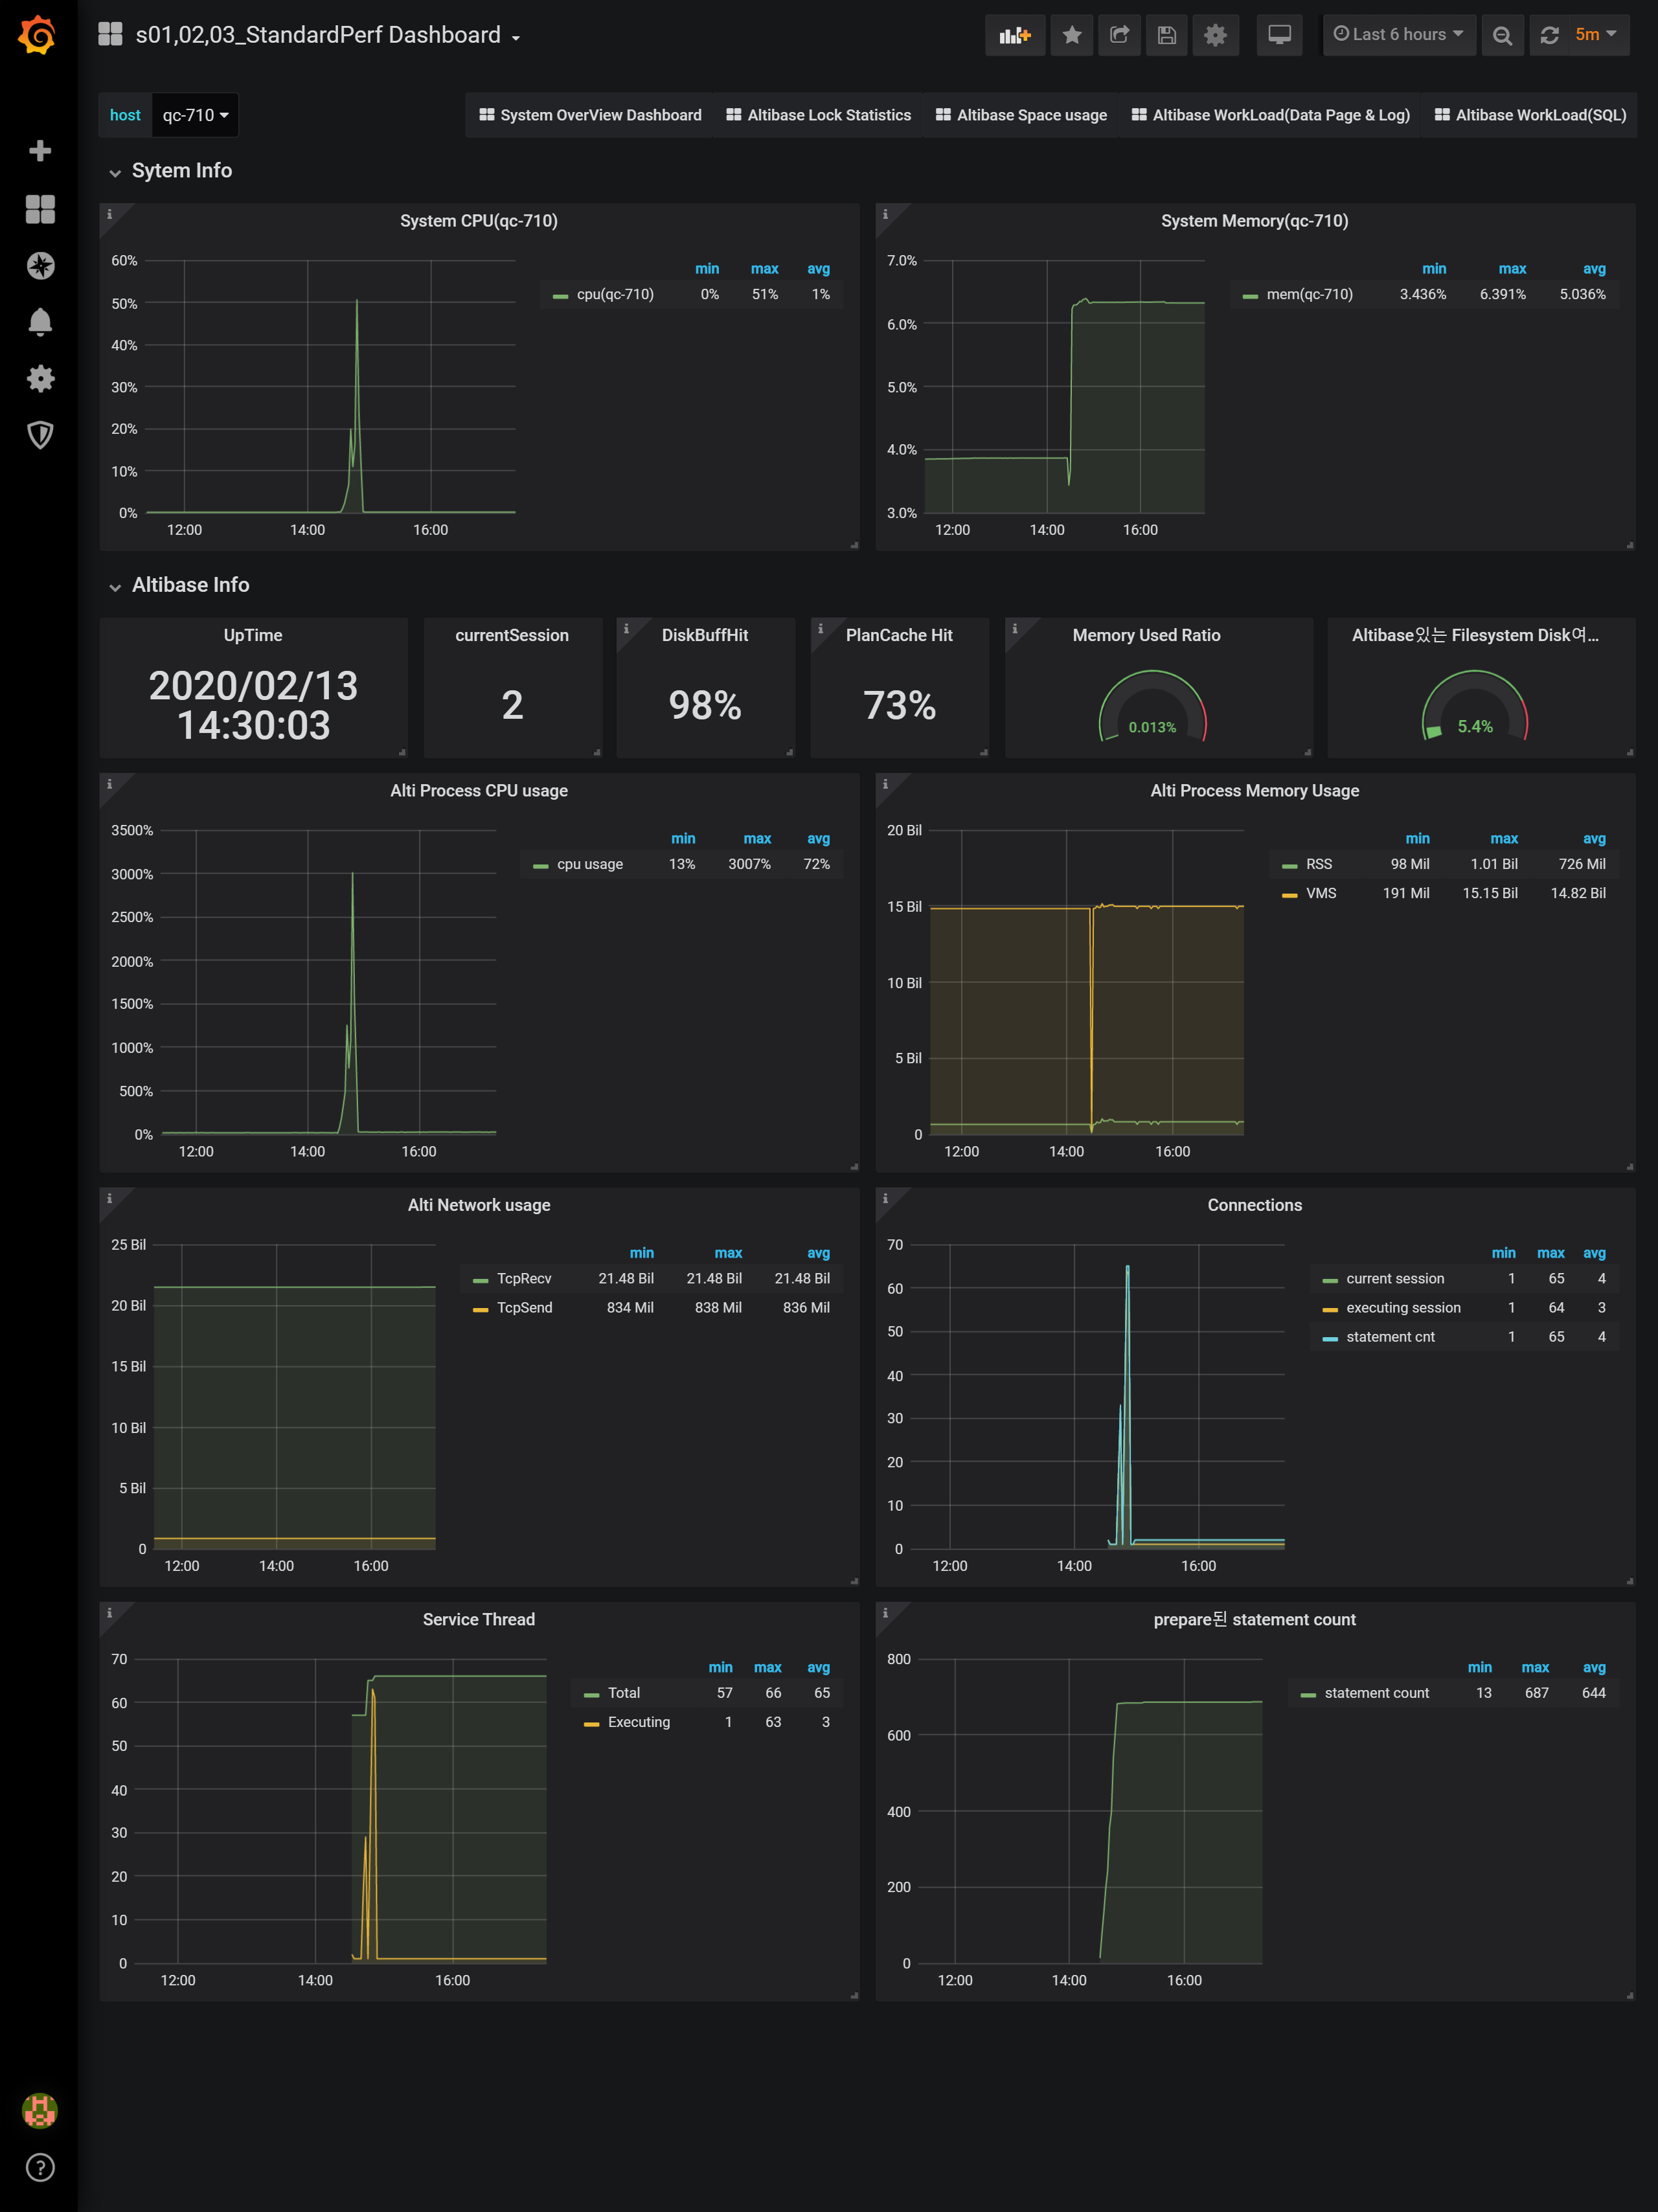 s01,02,03_StandardPerf Dashboard
Last 6 hours
5m
host qc-710
System OverView Dashboard
Altibase Lock Statistics
Altibase Space usage
Altibase WorkLoad(Data Page & Log)
Altibase WorkLoad(SQL)
Sytem Info
System CPU(qc-710)
60%
50%
40%
30%
20%
10%
0%
12:00 14:00 16:00
min max avg
cpu(qc-710) 0% 51% 1%
System Memory(qc-710)
7.0%
6.0%
5.0%
4.0%
3.0%
12:00 14:00 16:00
min max avg
mem(qc-710) 3.436% 6.391% 5.036%
Altibase Info
UpTime
2020/02/13
14:30:03
currentSession
2
DiskBuffHit
98%
PlanCache Hit
73%
Memory Used Ratio
0.013%
Altibase있는 Filesystem Disk여...
5.4%
Alti Process CPU usage
3500%
3000%
2500%
2000%
1500%
1000%
500%
0%
12:00 14:00 16:00
min max avg
cpu usage 13% 3007% 72%
Alti Process Memory Usage
20 Bil
15 Bil
10 Bil
5 Bil
0
12:00 14:00 16:00
min max avg
RSS 98 Mil 1.01 Bil 726 Mil
VMS 191 Mil 15.15 Bil 14.82 Bil
Alti Network usage
25 Bil
20 Bil
15 Bil
10 Bil
5 Bil
0
12:00 14:00 16:00
min max avg
TcpRecv 21.48 Bil 21.48 Bil 21.48 Bil
TcpSend 834 Mil 838 Mil 836 Mil
Connections
70
60
50
40
30
20
10
0
12:00 14:00 16:00
min max avg
current session 1 65 4
executing session 1 64 3
statement cnt 1 65 4
Service Thread
70
60
50
40
30
20
10
0
12:00 14:00 16:00
min max avg
Total 57 66 65
Executing 1 63 3
prepare된 statement count
800
600
400
200
0
12:00 14:00 16:00
min max avg
statement count 13 687 644